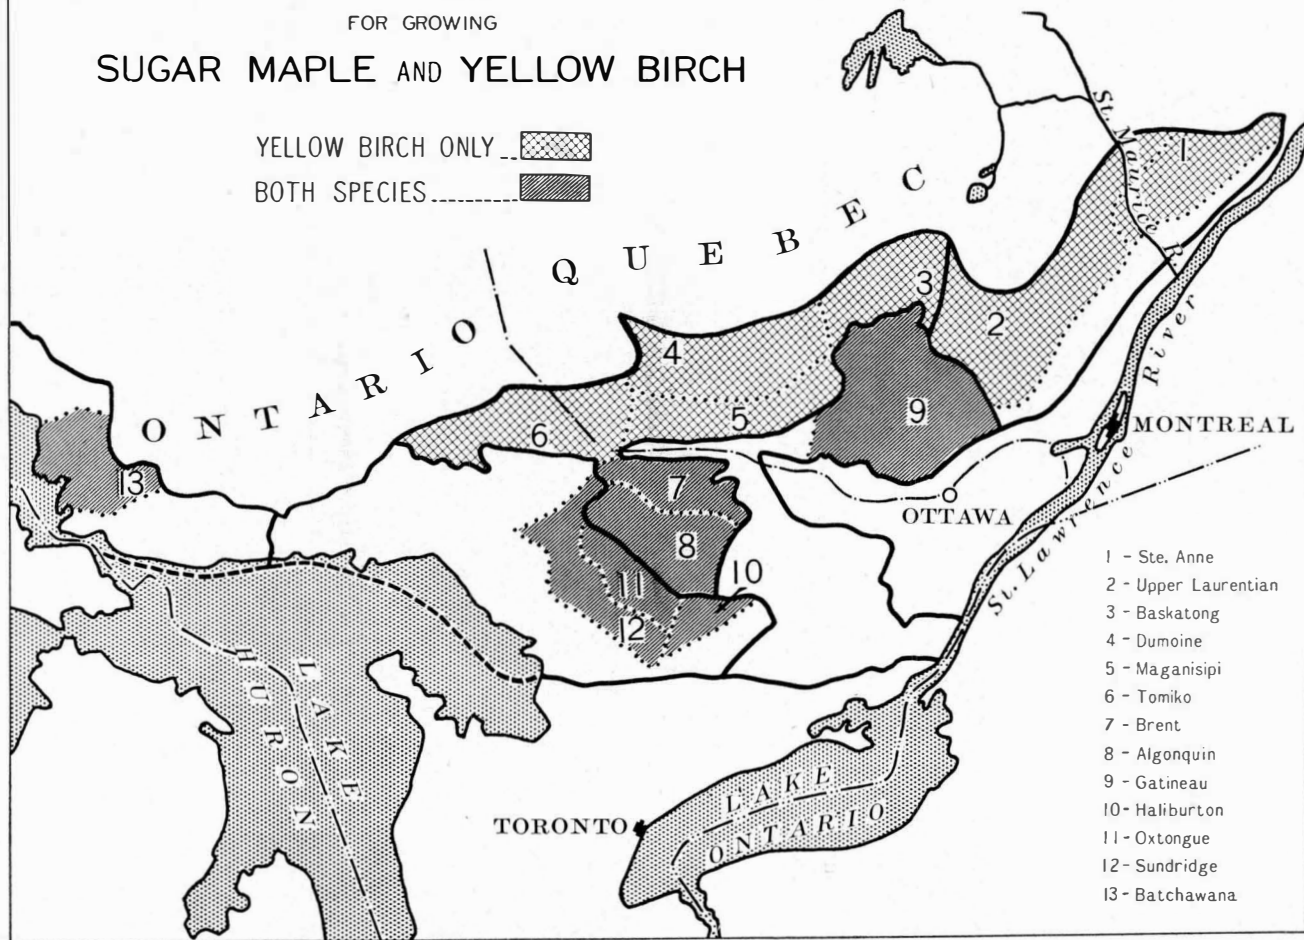 FOR GROWING
SUGAR MAPLE AND YELLOW BIRCH
YELLOW BIRCH ONLY
BOTH SPECIES
QUEBEC
ONTARIO
St. Maurice R.
St. Lawrence River
MONTREAL
OTTAWA
TORONTO
LAKE
HURON
LAKE
ONTARIO
1
2
3
4
5
6
7
8
9
10
11
12
13
1 - Ste. Anne
2 - Upper Laurentian
3 - Baskatong
4 - Dumoine
5 - Maganisipi
6 - Tomiko
7 - Brent
8 - Algonquin
9 - Gatineau
10 - Haliburton
11 - Oxtongue
12 - Sundridge
13 - Batchawana